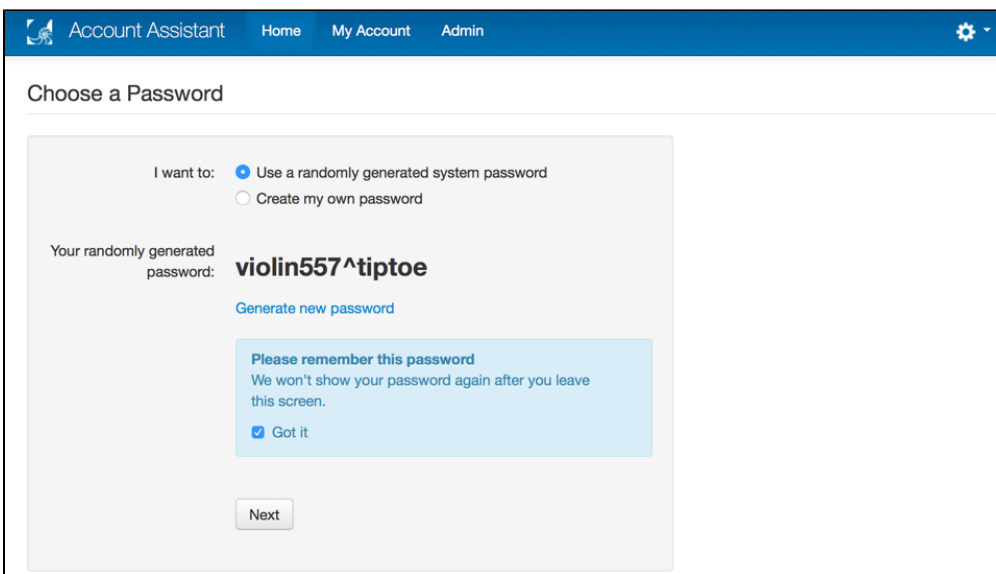 Account Assistant Home My Account Admin
Choose a Password
I want to: Use a randomly generated system password
Create my own password
Your randomly generated
password: violin557^tiptoe
Generate new password
Please remember this password
We won't show your password again after you leave
this screen.
Got it
Next